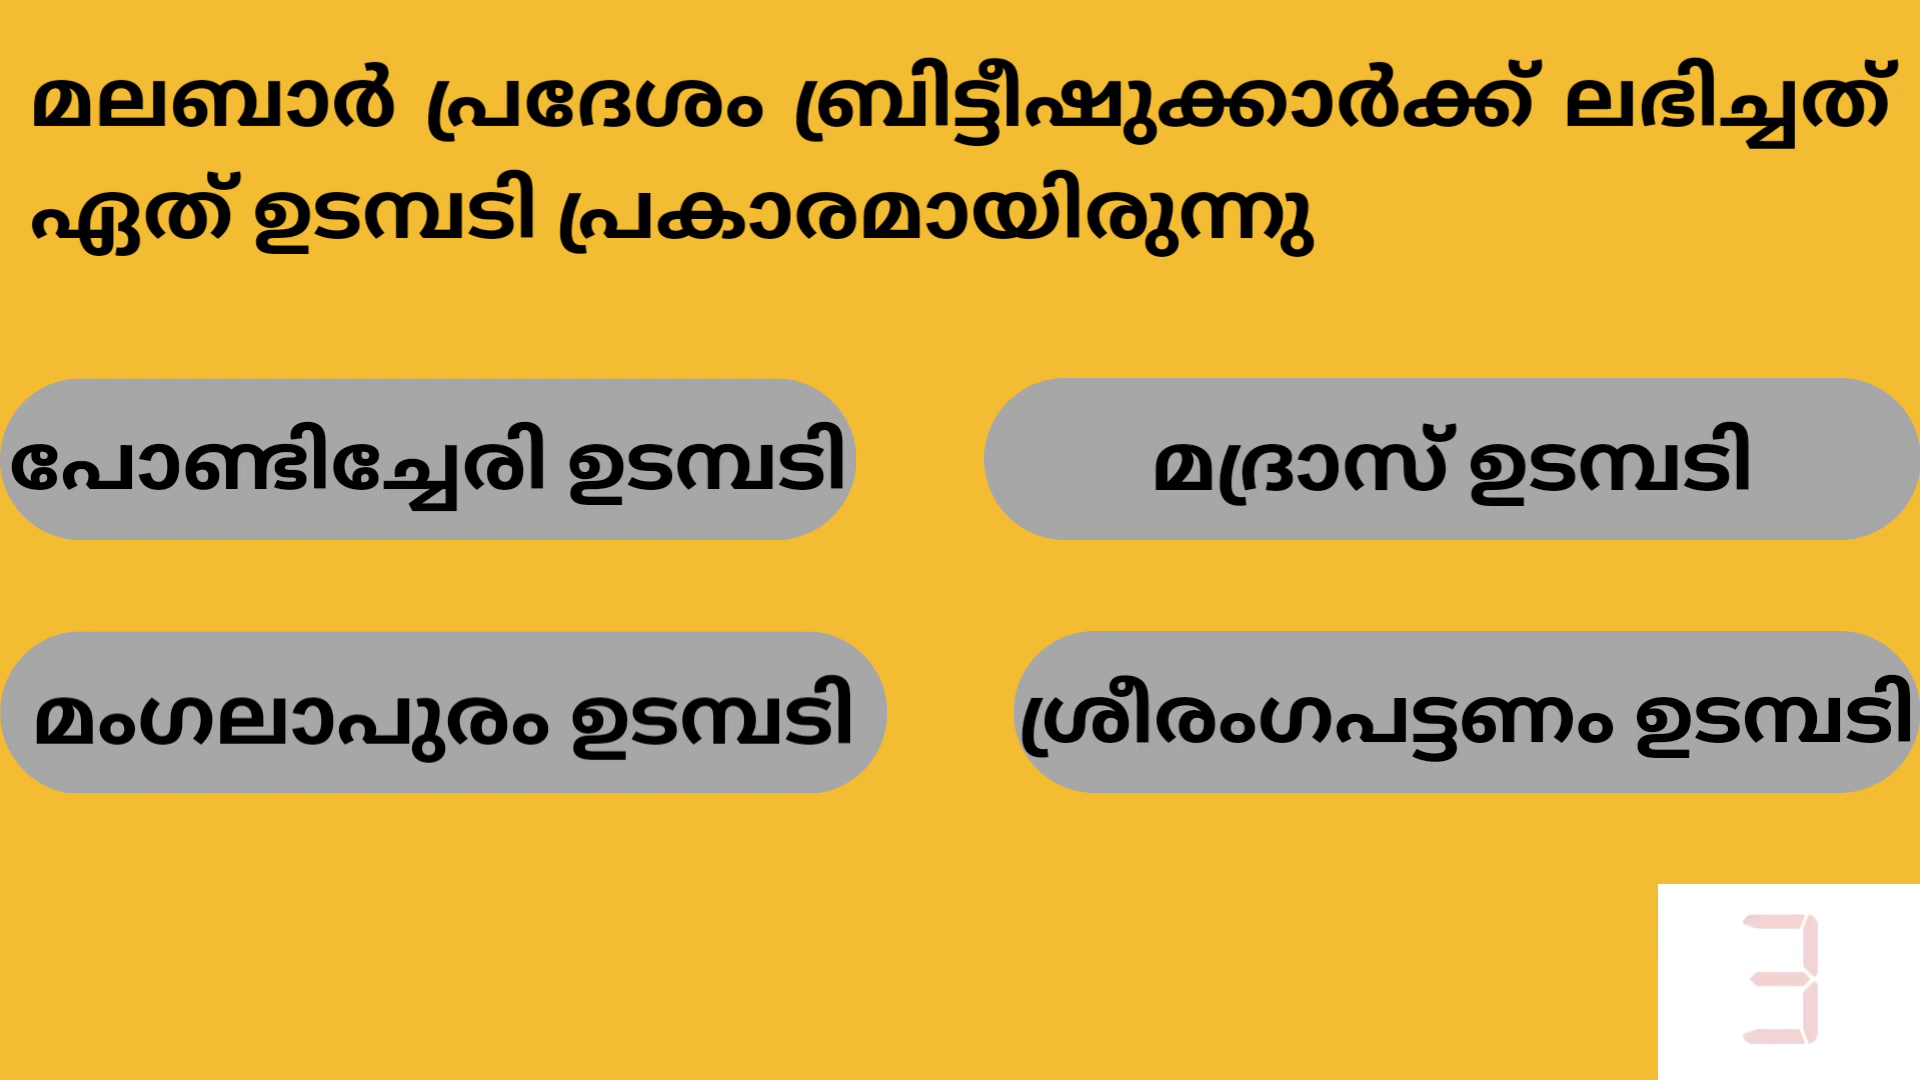 മലബാർ പ്രദേശം ബ്രിട്ടീഷുക്കാർക്ക് ലഭിച്ചത്
ഏത് ഉടമ്പടി പ്രകാരമായിരുന്നു
പോണ്ടിച്ചേരി ഉടമ്പടി
മദ്രാസ് ഉടമ്പടി
മംഗലാപുരം ഉടമ്പടി
ശ്രീരംഗപട്ടണം ഉടമ്പടി
3